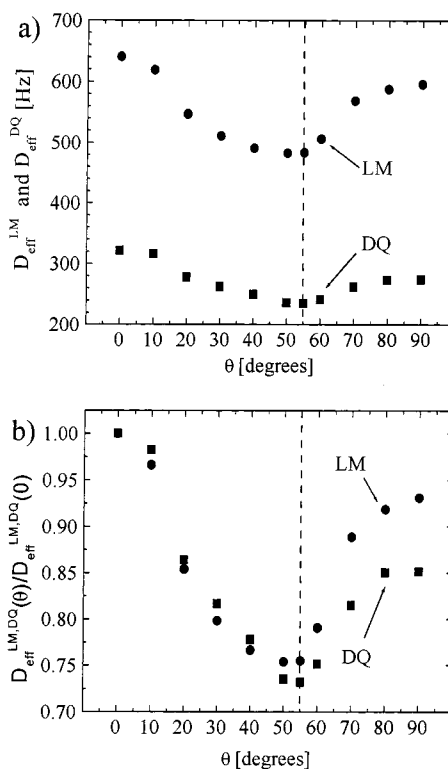 a)
700
600
500
400
300
200
D_eff^LM and D_eff^DQ [Hz]
LM
DQ
0 10 20 30 40 50 60 70 80 90
θ [degrees]
b)
1.00
0.95
0.90
0.85
0.80
0.75
0.70
D_eff^LM,DQ(θ)/D_eff^LM,DQ(0)
LM
DQ
0 10 20 30 40 50 60 70 80 90
θ [degrees]